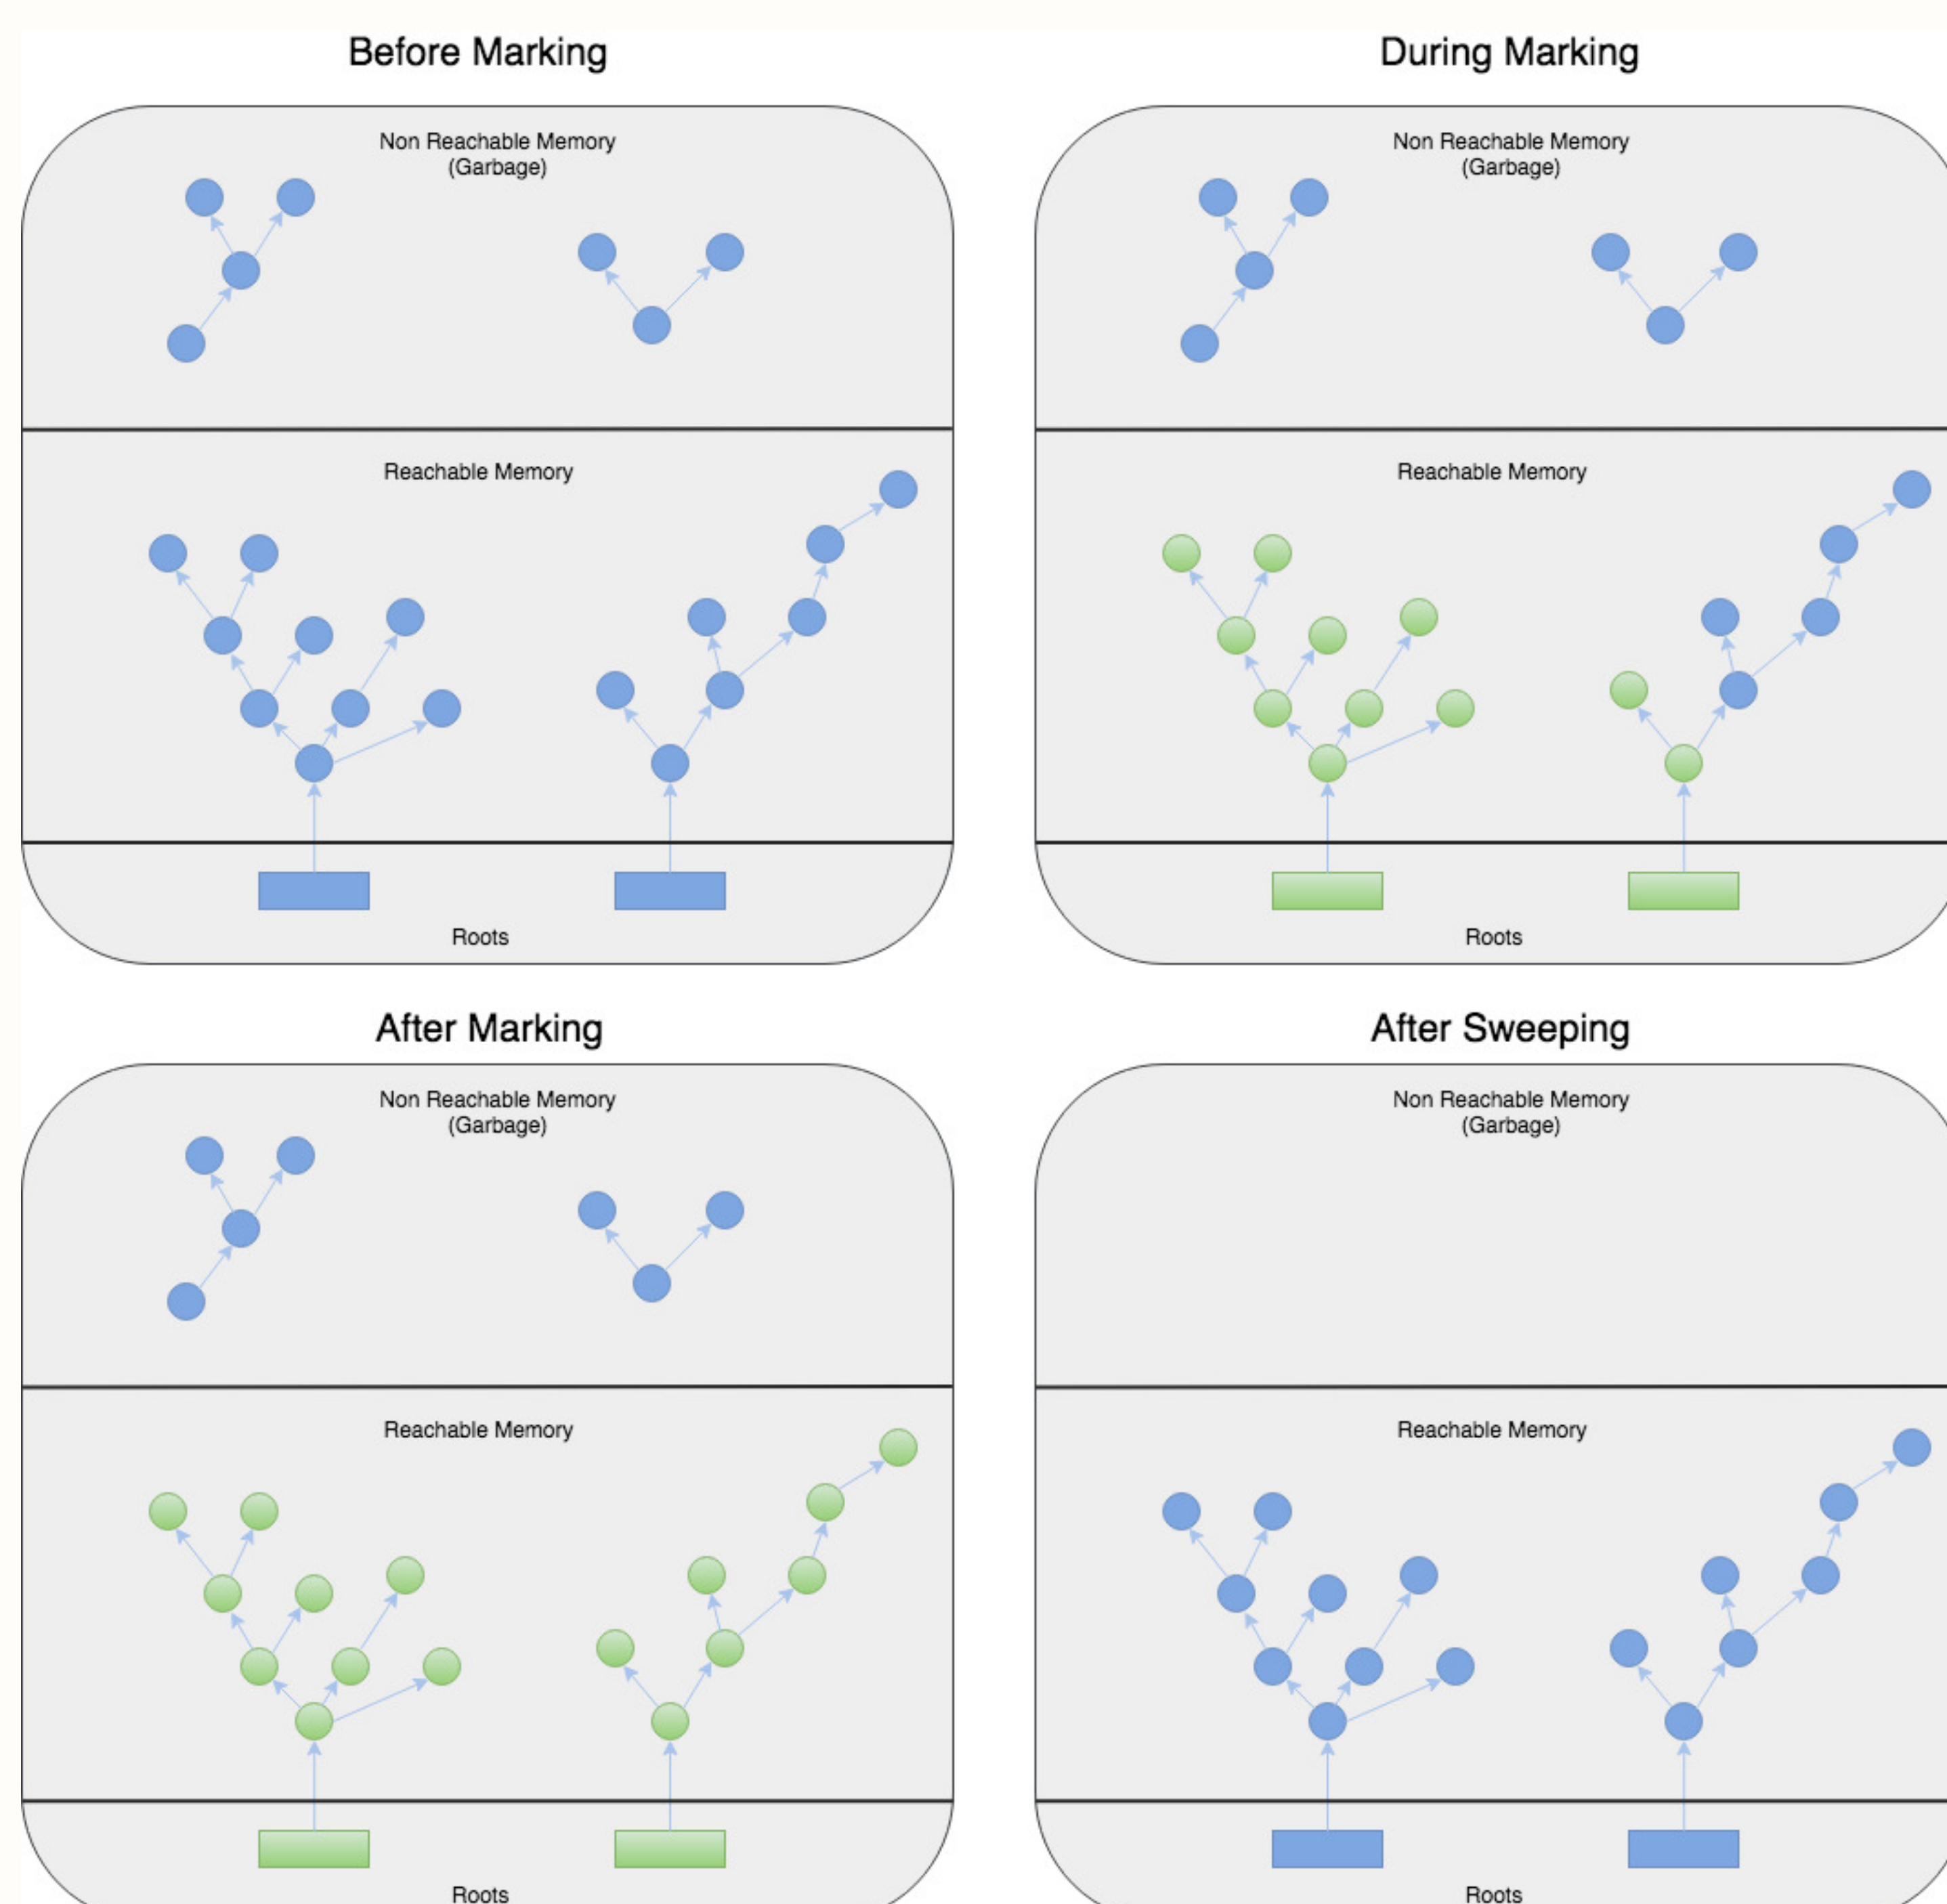 Before Marking
Non Reachable Memory
(Garbage)
Reachable Memory
Roots
During Marking
Non Reachable Memory
(Garbage)
Reachable Memory
Roots
After Marking
Non Reachable Memory
(Garbage)
Reachable Memory
Roots
After Sweeping
Non Reachable Memory
(Garbage)
Reachable Memory
Roots